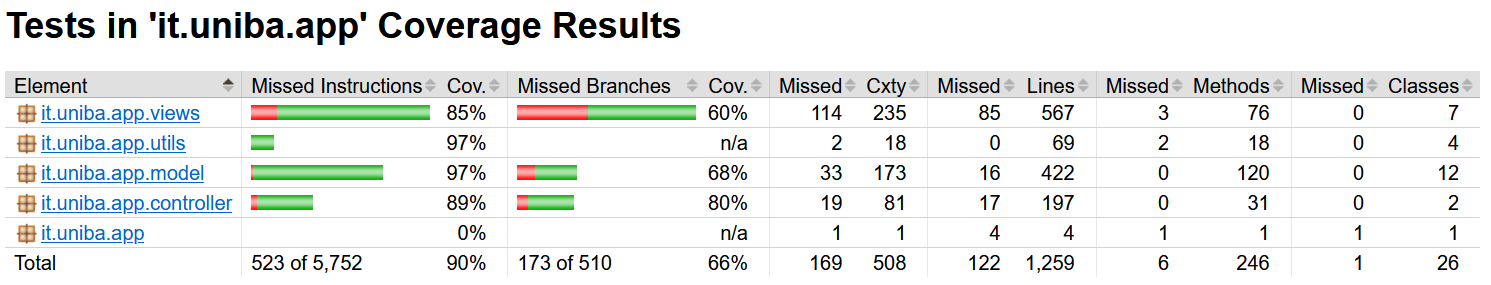 Tests in 'it.uniba.app' Coverage Results
Element Missed Instructions Cov. Missed Branches Cov. Missed Cxty Missed Lines Missed Methods Missed Classes
it.uniba.app.views 85% 60% 114 235 85 567 3 76 0 7
it.uniba.app.utils 97% n/a 2 18 0 69 2 18 0 4
it.uniba.app.model 97% 68% 33 173 16 422 0 120 0 12
it.uniba.app.controller 89% 80% 19 81 17 197 0 31 0 2
it.uniba.app 0% n/a 1 1 4 4 1 1 1 1
Total 523 of 5,752 90% 173 of 510 66% 169 508 122 1,259 6 246 1 26